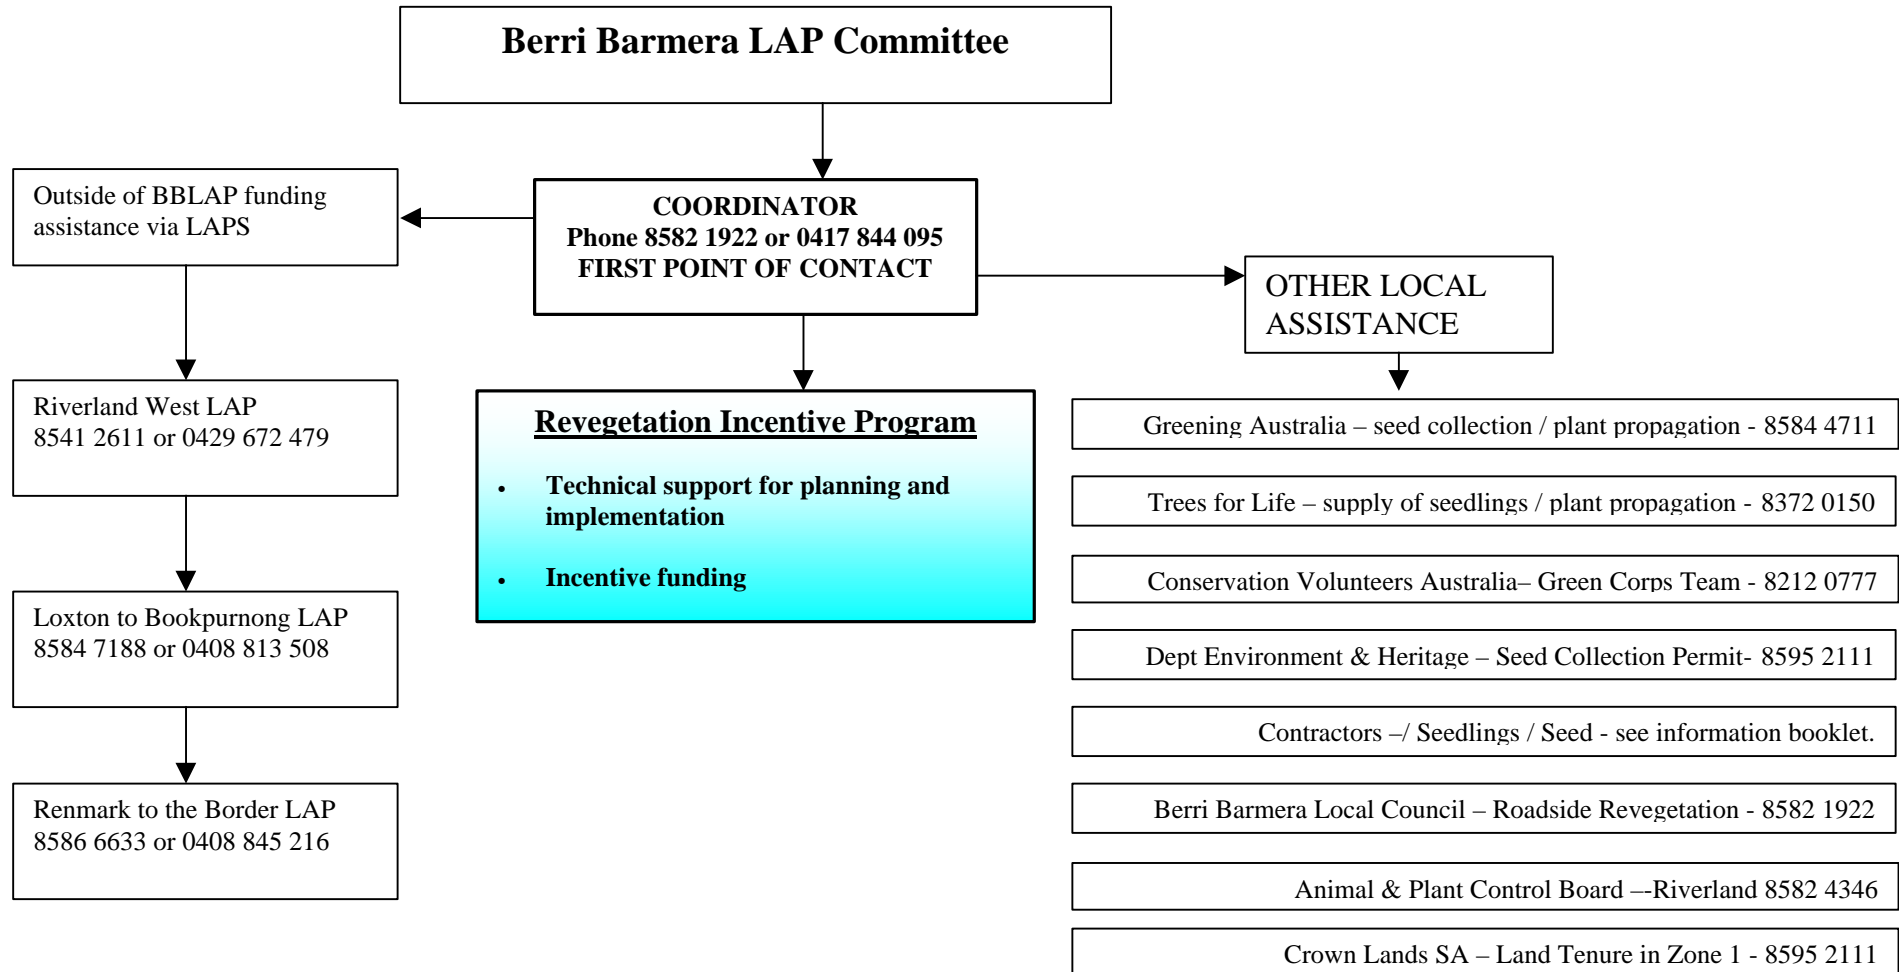 Berri Barmera LAP Committee
Outside of BBLAP funding
assistance via LAPS
COORDINATOR
Phone 8582 1922 or 0417 844 095
FIRST POINT OF CONTACT
OTHER LOCAL
ASSISTANCE
Riverland West LAP
8541 2611 or 0429 672 479
Loxton to Bookpurnong LAP
8584 7188 or 0408 813 508
Renmark to the Border LAP
8586 6633 or 0408 845 216
Revegetation Incentive Program
• Technical support for planning and
implementation
• Incentive funding
Greening Australia – seed collection / plant propagation - 8584 4711
Trees for Life – supply of seedlings / plant propagation - 8372 0150
Conservation Volunteers Australia– Green Corps Team - 8212 0777
Dept Environment & Heritage – Seed Collection Permit- 8595 2111
Contractors –/ Seedlings / Seed - see information booklet.
Berri Barmera Local Council – Roadside Revegetation - 8582 1922
Animal & Plant Control Board –-Riverland 8582 4346
Crown Lands SA – Land Tenure in Zone 1 - 8595 2111